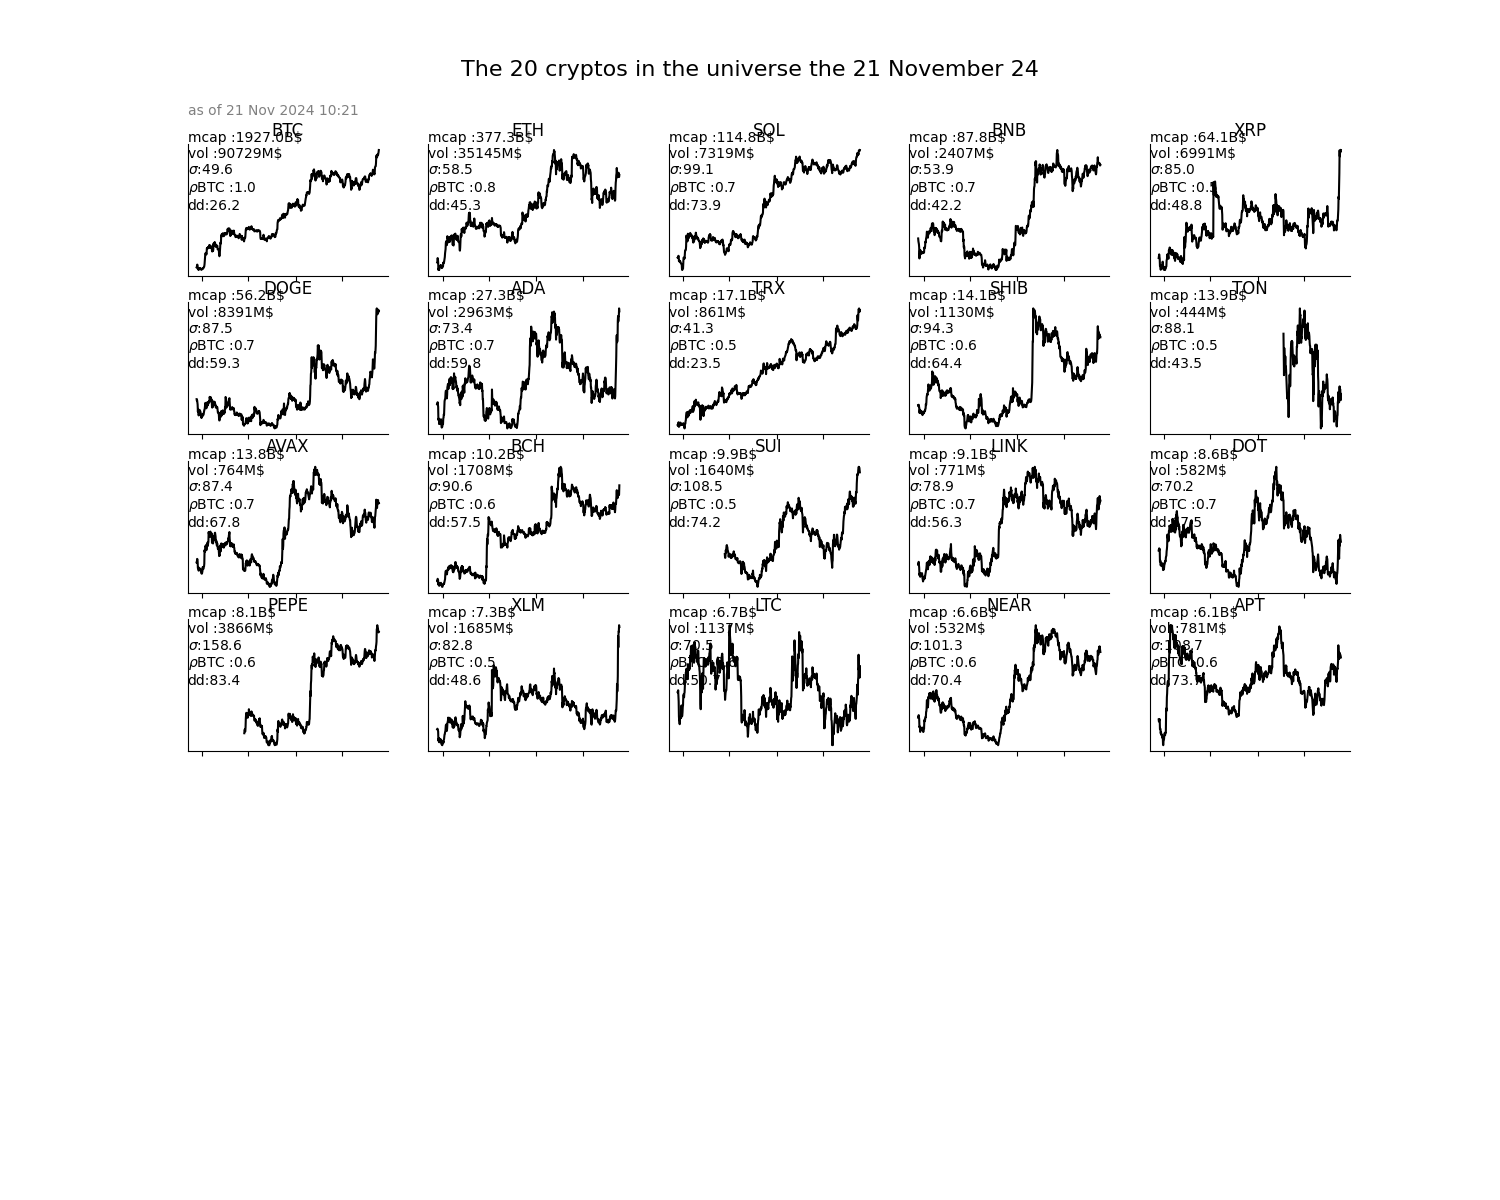 The 20 cryptos in the universe the 21 November 24
as of 21 Nov 2024 10:21
BTC
mcap :1927.0B$
vol :90729M$
σ:49.6
ρBTC :1.0
dd:26.2
ETH
mcap :377.3B$
vol :35145M$
σ:58.5
ρBTC :0.8
dd:45.3
SOL
mcap :114.8B$
vol :7319M$
σ:99.1
ρBTC :0.7
dd:73.9
BNB
mcap :87.8B$
vol :2407M$
σ:53.9
ρBTC :0.7
dd:42.2
XRP
mcap :64.1B$
vol :6991M$
σ:85.0
ρBTC :0.5
dd:48.8
DOGE
mcap :56.2B$
vol :8391M$
σ:87.5
ρBTC :0.7
dd:59.3
ADA
mcap :27.3B$
vol :2963M$
σ:73.4
ρBTC :0.7
dd:59.8
TRX
mcap :17.1B$
vol :861M$
σ:41.3
ρBTC :0.5
dd:23.5
SHIB
mcap :14.1B$
vol :1130M$
σ:94.3
ρBTC :0.6
dd:64.4
TON
mcap :13.9B$
vol :444M$
σ:88.1
ρBTC :0.5
dd:43.5
AVAX
mcap :13.8B$
vol :764M$
σ:87.4
ρBTC :0.7
dd:67.8
BCH
mcap :10.2B$
vol :1708M$
σ:90.6
ρBTC :0.6
dd:57.5
SUI
mcap :9.9B$
vol :1640M$
σ:108.5
ρBTC :0.5
dd:74.2
LINK
mcap :9.1B$
vol :771M$
σ:78.9
ρBTC :0.7
dd:56.3
DOT
mcap :8.6B$
vol :582M$
σ:70.2
ρBTC :0.7
PEPE
mcap :8.1B$
vol :3866M$
σ:158.6
ρBTC :0.6
dd:83.4
XLM
mcap :7.3B$
vol :1685M$
σ:82.8
ρBTC :0.5
dd:48.6
LTC
mcap :6.7B$
vol :1137M$
σ:70.5
NEAR
mcap :6.6B$
vol :532M$
σ:101.3
ρBTC :0.6
dd:70.4
APT
mcap :6.1B$
vol :781M$
σ:108.7
ρBTC :0.6